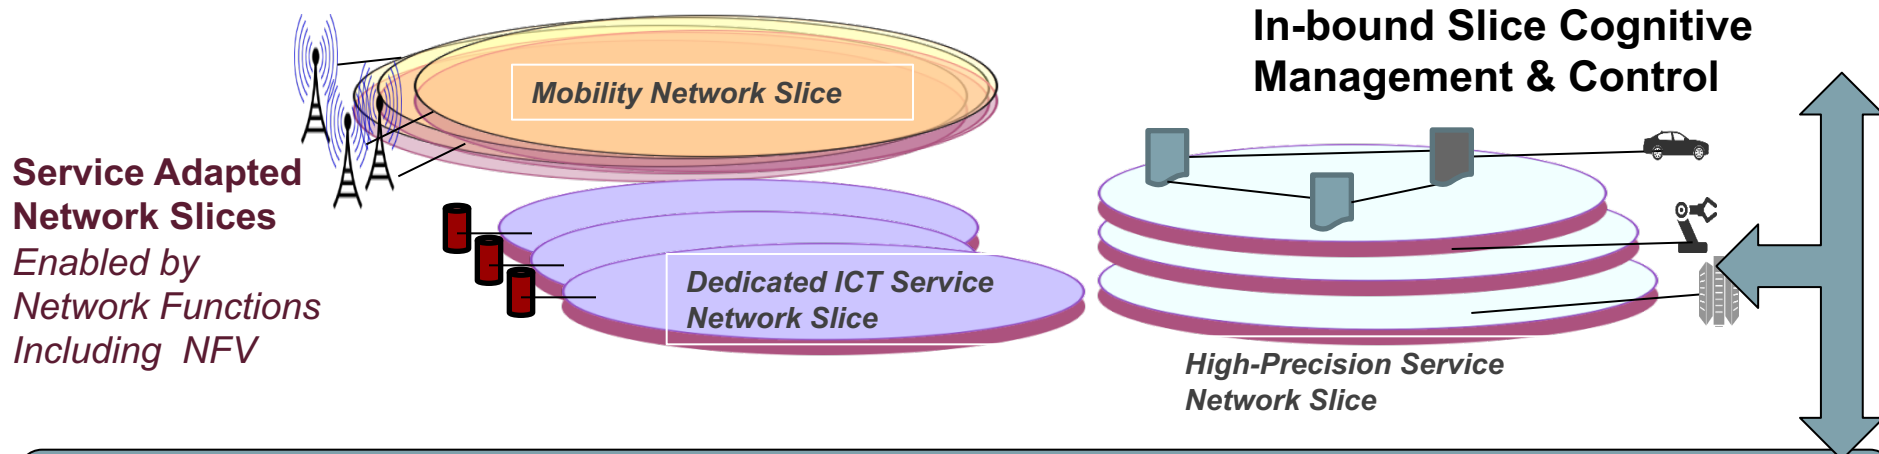 In-bound Slice Cognitive
Management & Control
Mobility Network Slice
Service Adapted
Network Slices
Enabled by
Network Functions
Including NFV
Dedicated ICT Service
Network Slice
High-Precision Service
Network Slice